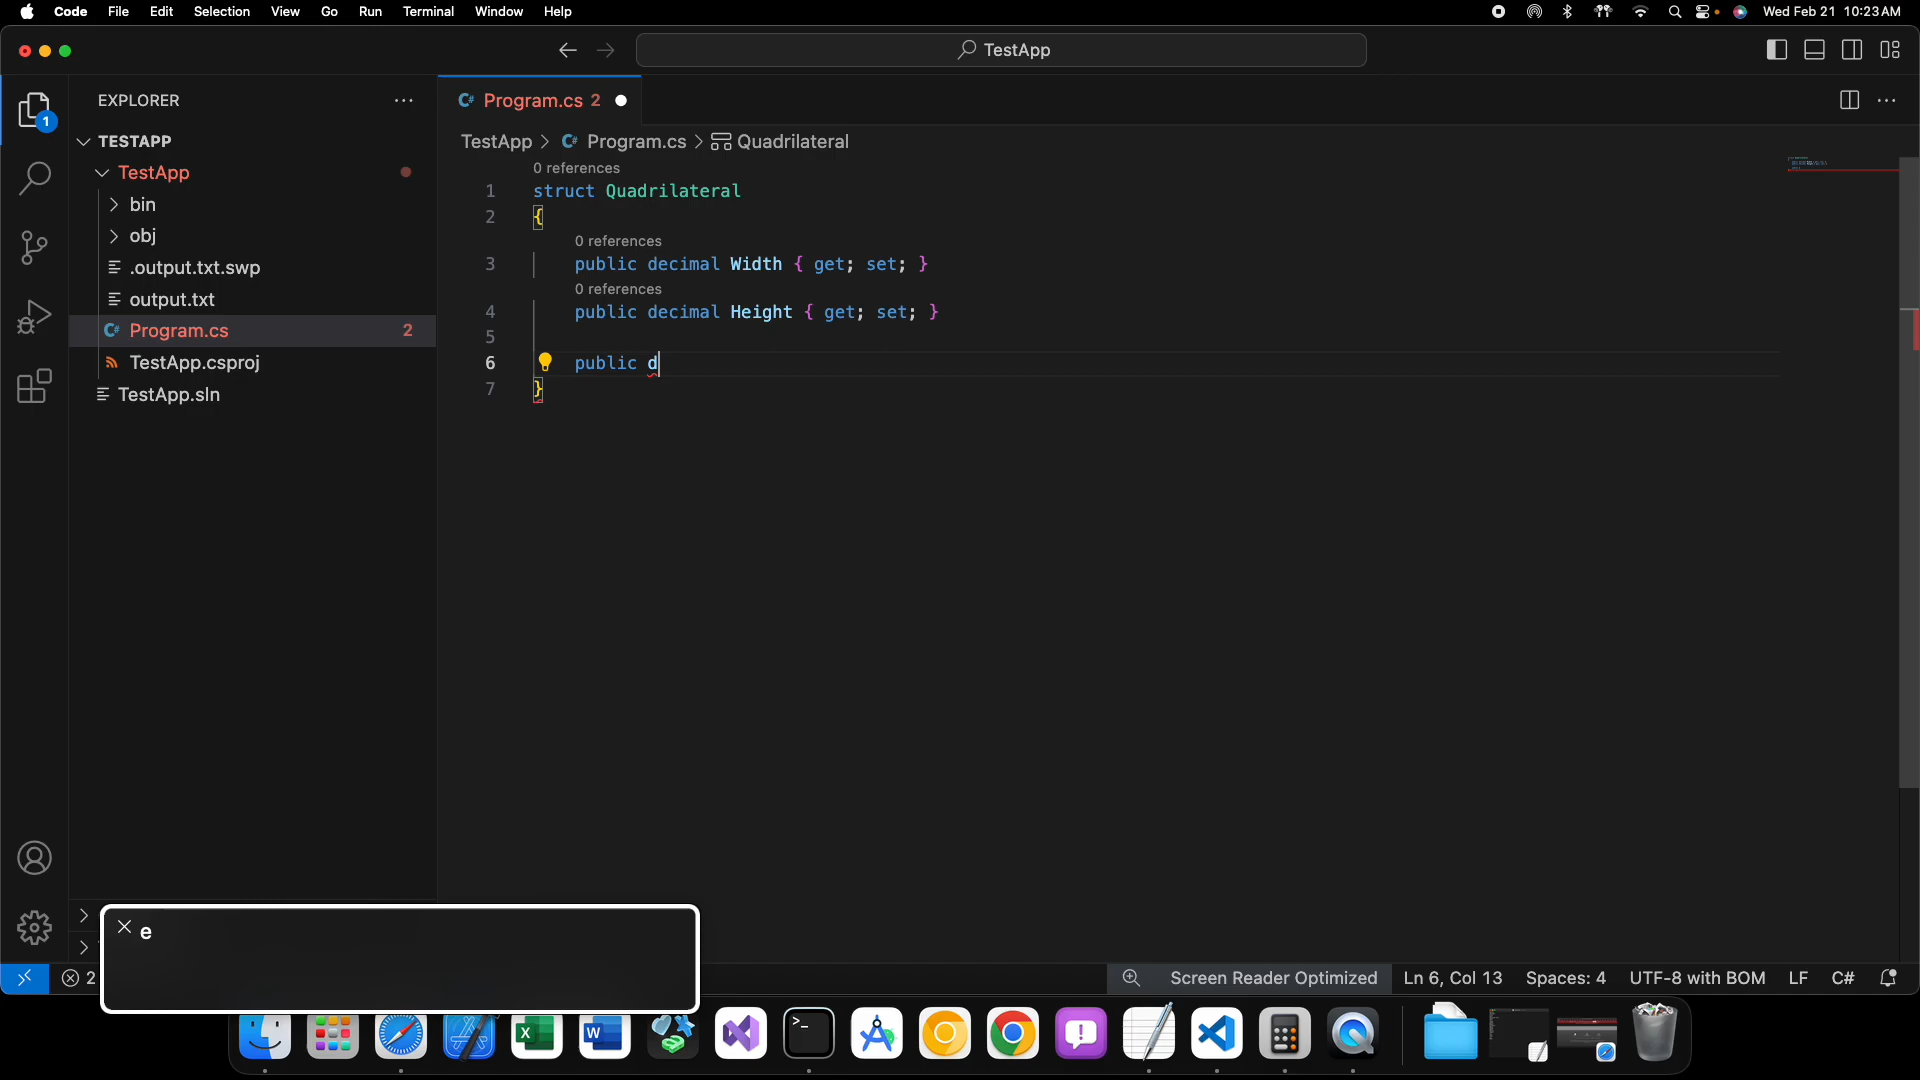 Code File Edit Selection View Go Run Terminal Window Help Wed Feb 21 10:23 AM
TestApp
EXPLORER
Program.cs 2
TESTAPP
TestApp
bin
obj
.output.txt.swp
output.txt
Program.cs 2
TestApp.csproj
TestApp.sln
TestApp > Program.cs > Quadrilateral
0 references
1 struct Quadrilateral
2 {
0 references
3 public decimal Width { get; set; }
0 references
4 public decimal Height { get; set; }
5
6 public d
7 }
e
2
Screen Reader Optimized Ln 6, Col 13 Spaces: 4 UTF-8 with BOM LF C#